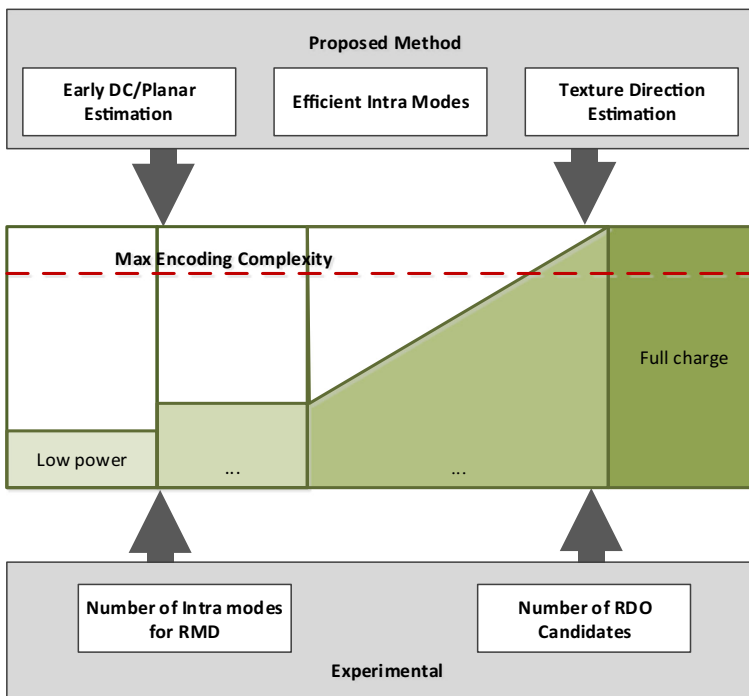 Proposed Method
Early DC/Planar
Estimation
Efficient Intra Modes
Texture Direction
Estimation
Max Encoding Complexity
Full charge
Low power
...
...
Number of Intra modes
for RMD
Number of RDO
Candidates
Experimental